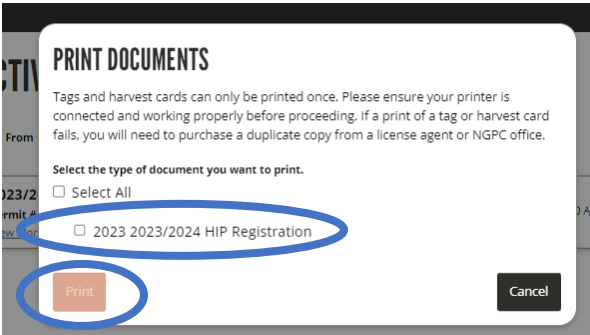 PRINT DOCUMENTS
Tags and harvest cards can only be printed once. Please ensure your printer is
connected and working properly before proceeding. If a print of a tag or harvest card
fails, you will need to purchase a duplicate copy from a license agent or NGPC office.
From
Select the type of document you want to print.
Select All
2023 2023/2024 HIP Registration
Print
Cancel